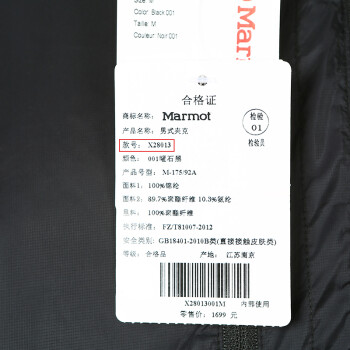 Size: M
Color: Black 001
Taille: M
Couleur: Noir 001
Mar
合格证
商标名称: Marmot
检验
01
检验员
产品名称: 男式夹克
款号: X28013
颜色: 001曜石黑
产品号型: M-175/92A
面料1: 100%锦纶
面料2: 89.7%聚酯纤维 10.3%氨纶
里料: 100%聚酯纤维
执行标准: FZ/T81007-2012
安全类别: GB18401-2010B类(直接接触皮肤类)
等级: 合格品 产地: 江苏南京
X28013001M 内部使用
零售价: 1699 元